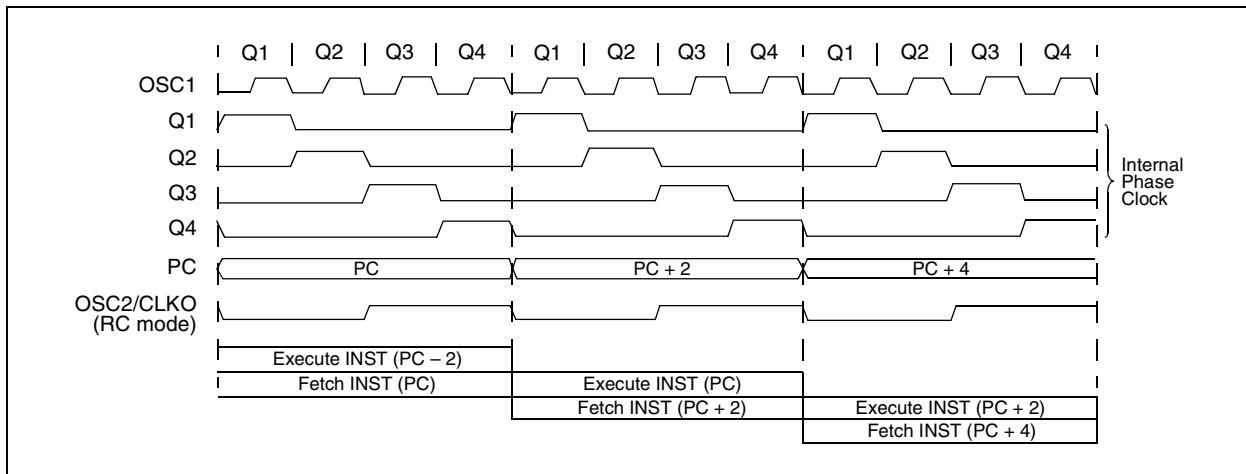 Q1 Q2 Q3 Q4 Q1 Q2 Q3 Q4 Q1 Q2 Q3 Q4
OSC1
Q1
Q2
Q3
Q4
Internal
Phase
Clock
PC PC PC + 2 PC + 4
OSC2/CLKO
(RC mode)
Execute INST (PC – 2)
Fetch INST (PC) Execute INST (PC)
Fetch INST (PC + 2) Execute INST (PC + 2)
Fetch INST (PC + 4)